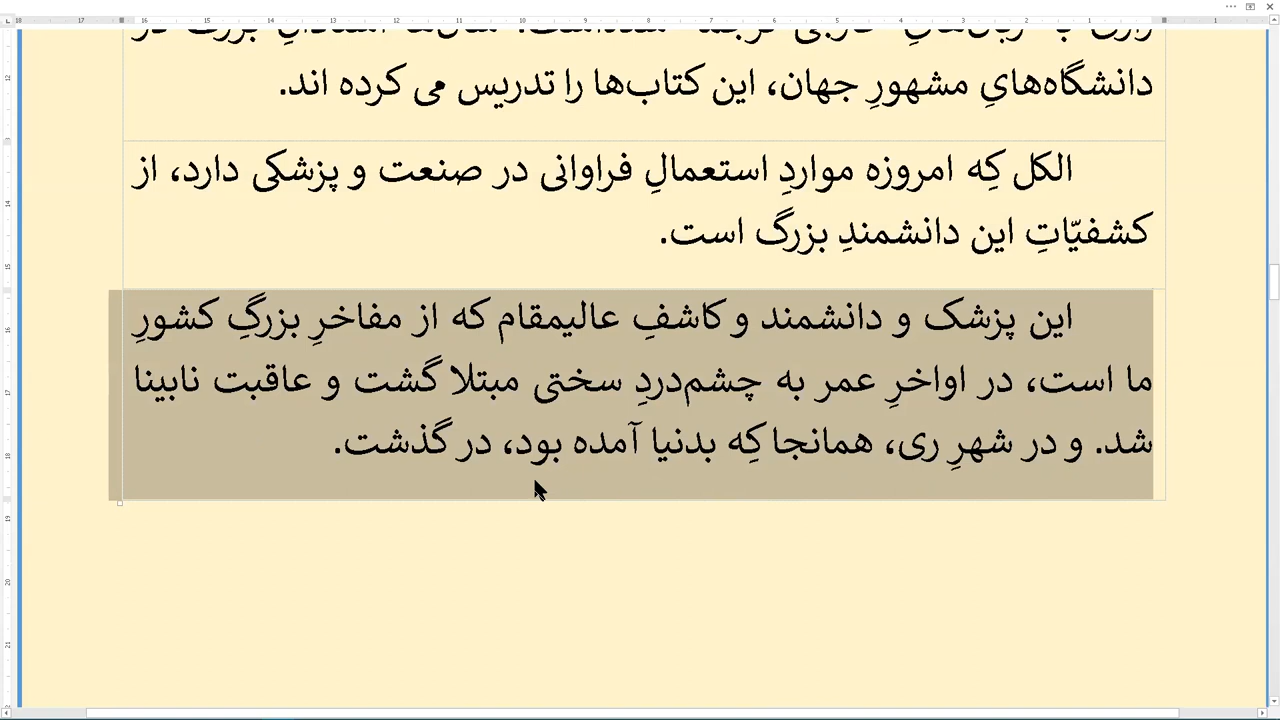 دانشگاه‌هایِ مشهورِ جهان، این کتاب‌ها را تدریس می کرده اند.
الکل کِه امروزه مواردِ استعمالِ فراوانی در صنعت و پزشکی دارد، از
کشفیّاتِ این دانشمندِ بزرگ است.
این پزشک و دانشمند و کاشفِ عالیمقام که از مفاخرِ بزرگِ کشورِ
ما است، در اواخرِ عمر به چشم‌دردِ سختی مبتلا گشت و عاقبت نابینا
شد. و در شهرِ ری، همانجا کِه بدنیا آمده بود، در گذشت.